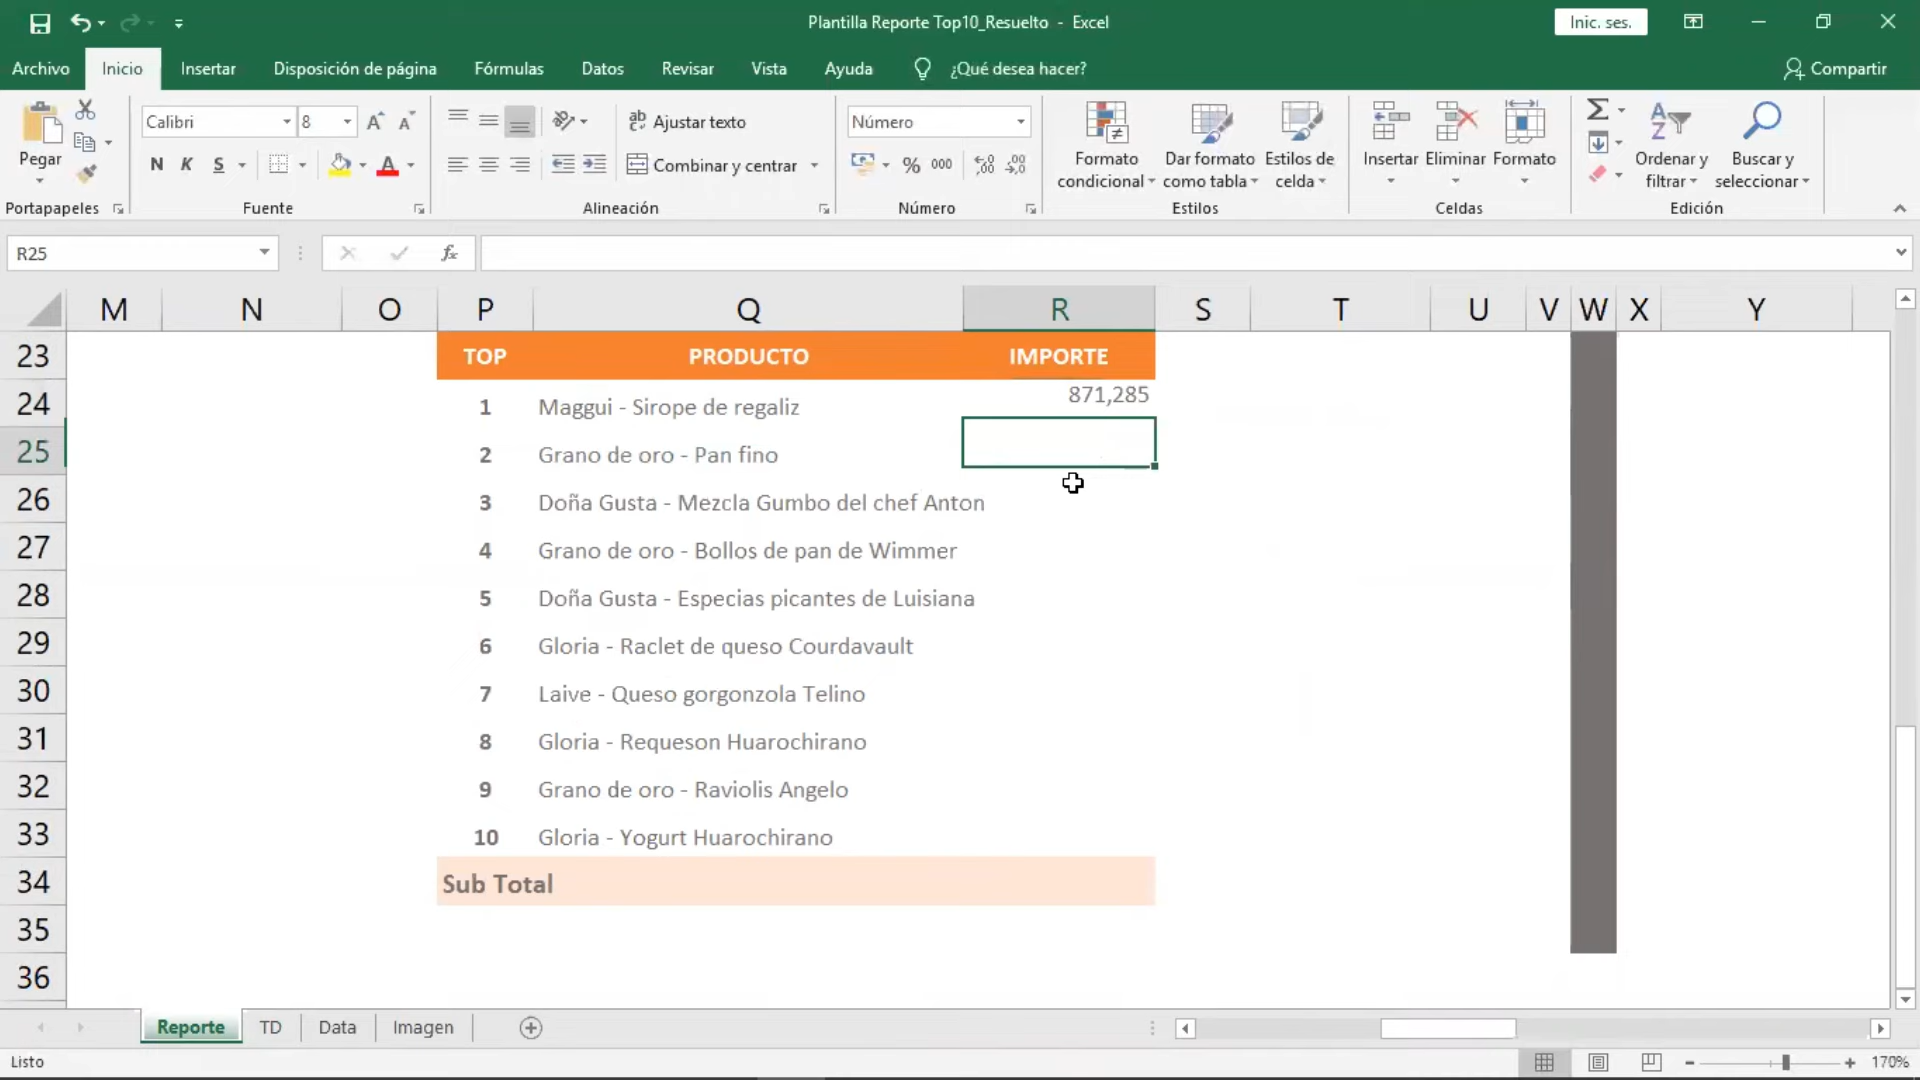 Plantilla Reporte Top10_Resuelto - Excel
Inic. ses.
Archivo Inicio Insertar Disposición de página Fórmulas Datos Revisar Vista Ayuda ¿Qué desea hacer? Compartir
Calibri 8 Ajustar texto Número
Pegar N K S A Combinar y centrar % 000
Formato condicional Dar formato como tabla Estilos de celda Insertar Eliminar Formato Ordenar y filtrar Buscar y seleccionar
Portapapeles Fuente Alineación Número Estilos Celdas Edición
R25 fx
M N O P Q R S T U V W X Y
23 TOP PRODUCTO IMPORTE
24 1 Maggui - Sirope de regaliz 871,285
25 2 Grano de oro - Pan fino
26 3 Doña Gusta - Mezcla Gumbo del chef Anton
27 4 Grano de oro - Bollos de pan de Wimmer
28 5 Doña Gusta - Especias picantes de Luisiana
29 6 Gloria - Raclet de queso Courdavault
30 7 Laive - Queso gorgonzola Telino
31 8 Gloria - Requeson Huarochirano
32 9 Grano de oro - Raviolis Angelo
33 10 Gloria - Yogurt Huarochirano
34 Sub Total
35
36
Reporte TD Data Imagen
Listo 170%